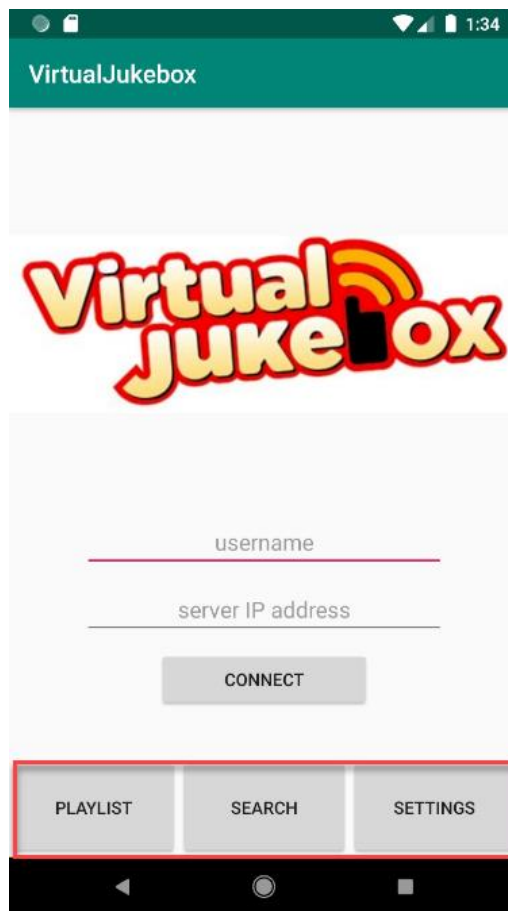 1:34
VirtualJukebox
Virtual
Jukebox
username
server IP address
CONNECT
PLAYLIST SEARCH SETTINGS